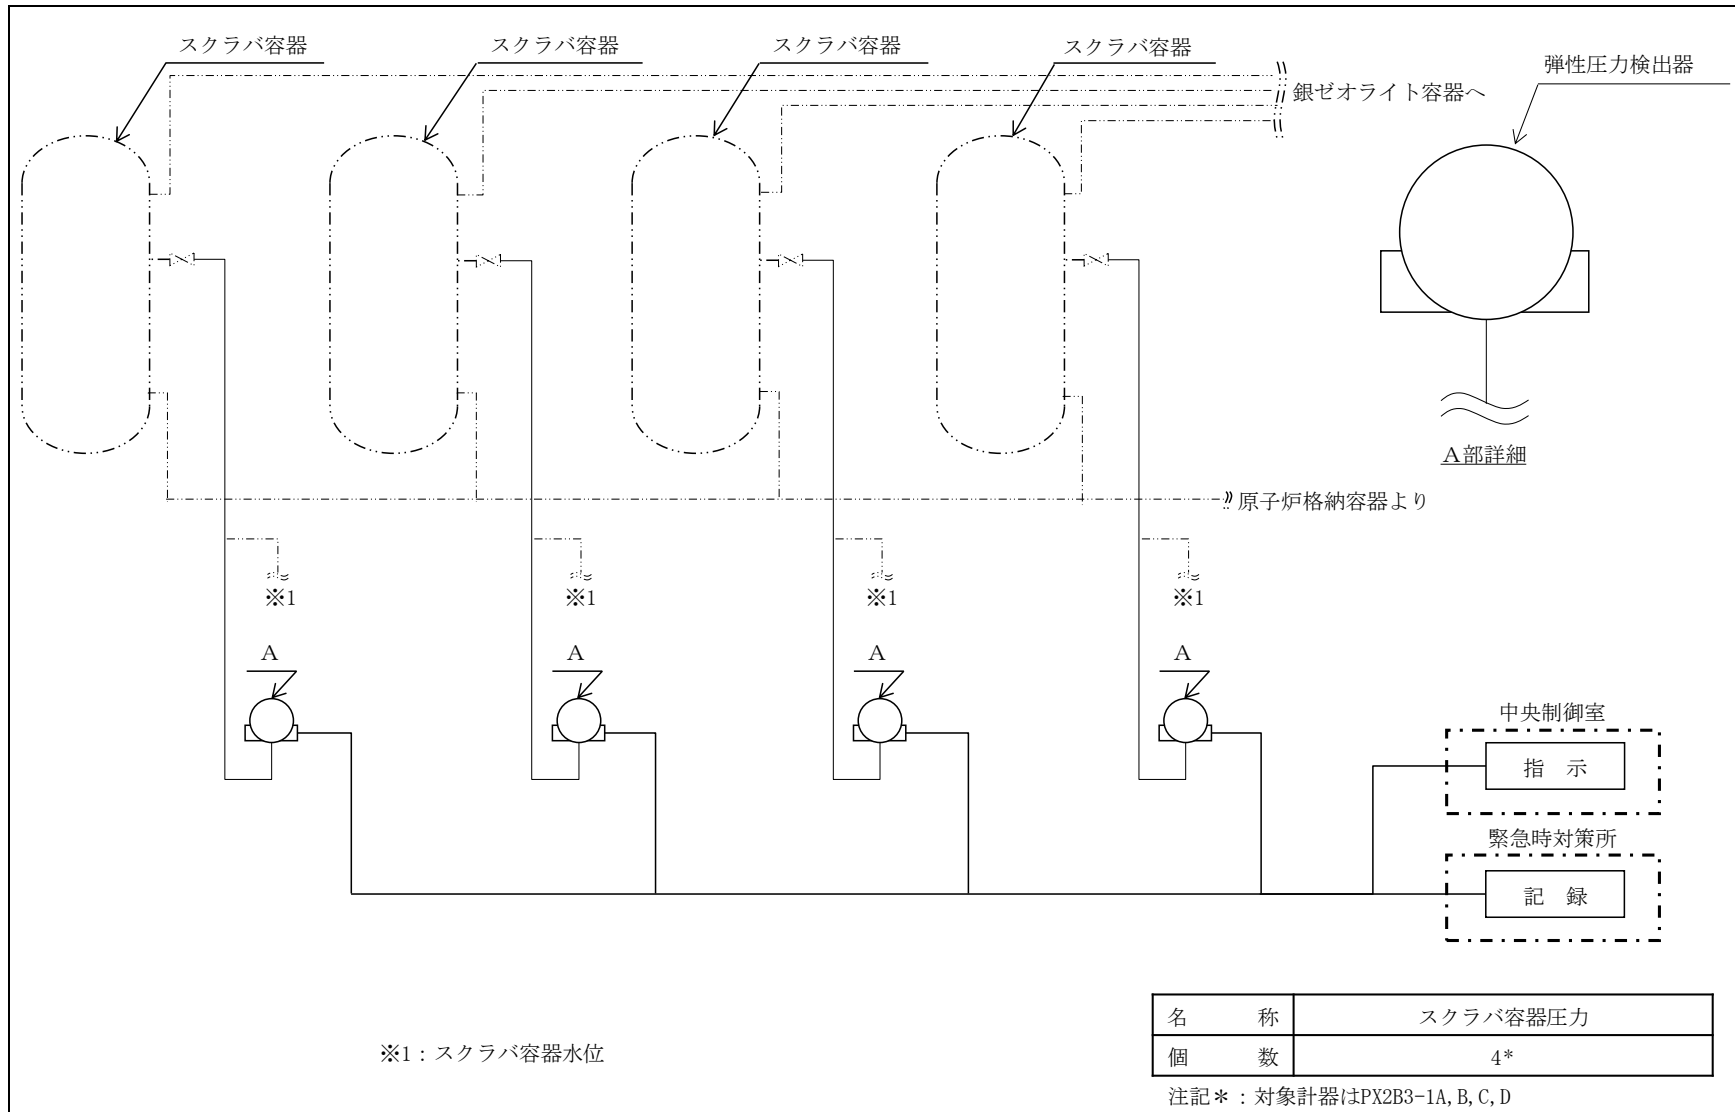 スクラバ容器
スクラバ容器
スクラバ容器
スクラバ容器
弾性圧力検出器
銀ゼオライト容器へ
A部詳細
原子炉格納容器より
※1
※1
※1
※1
A
A
A
A
中央制御室
指 示
緊急時対策所
記 録
名 称 スクラバ容器圧力
個 数 4*
※1：スクラバ容器水位
注記＊：対象計器はPX2B3-1A,B,C,D